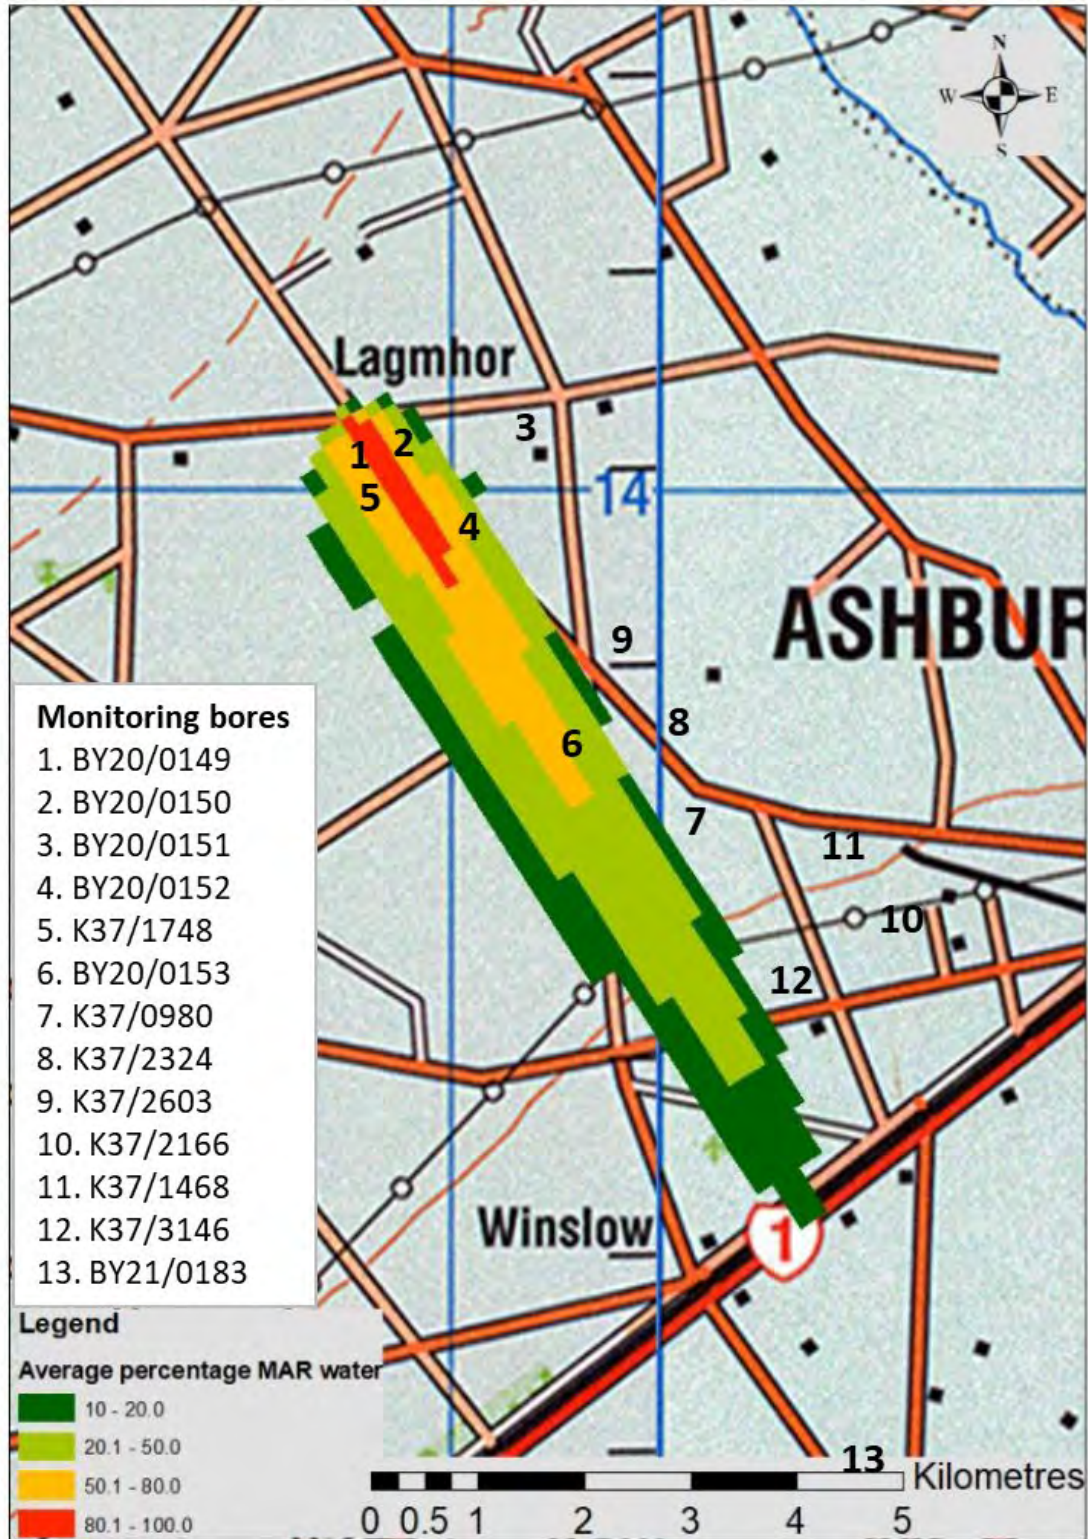 N
W E
S
Lagmhor
3
2
1
5
14
4
ASHBUR
9
8
6
7
11
10
12
Monitoring bores
1. BY20/0149
2. BY20/0150
3. BY20/0151
4. BY20/0152
5. K37/1748
6. BY20/0153
7. K37/0980
8. K37/2324
9. K37/2603
10. K37/2166
11. K37/1468
12. K37/3146
13. BY21/0183
Winslow
1
Legend
Average percentage MAR water
10 - 20.0
20.1 - 50.0
50.1 - 80.0
80.1 - 100.0
13
Kilometres
0 0.5 1 2 3 4 5